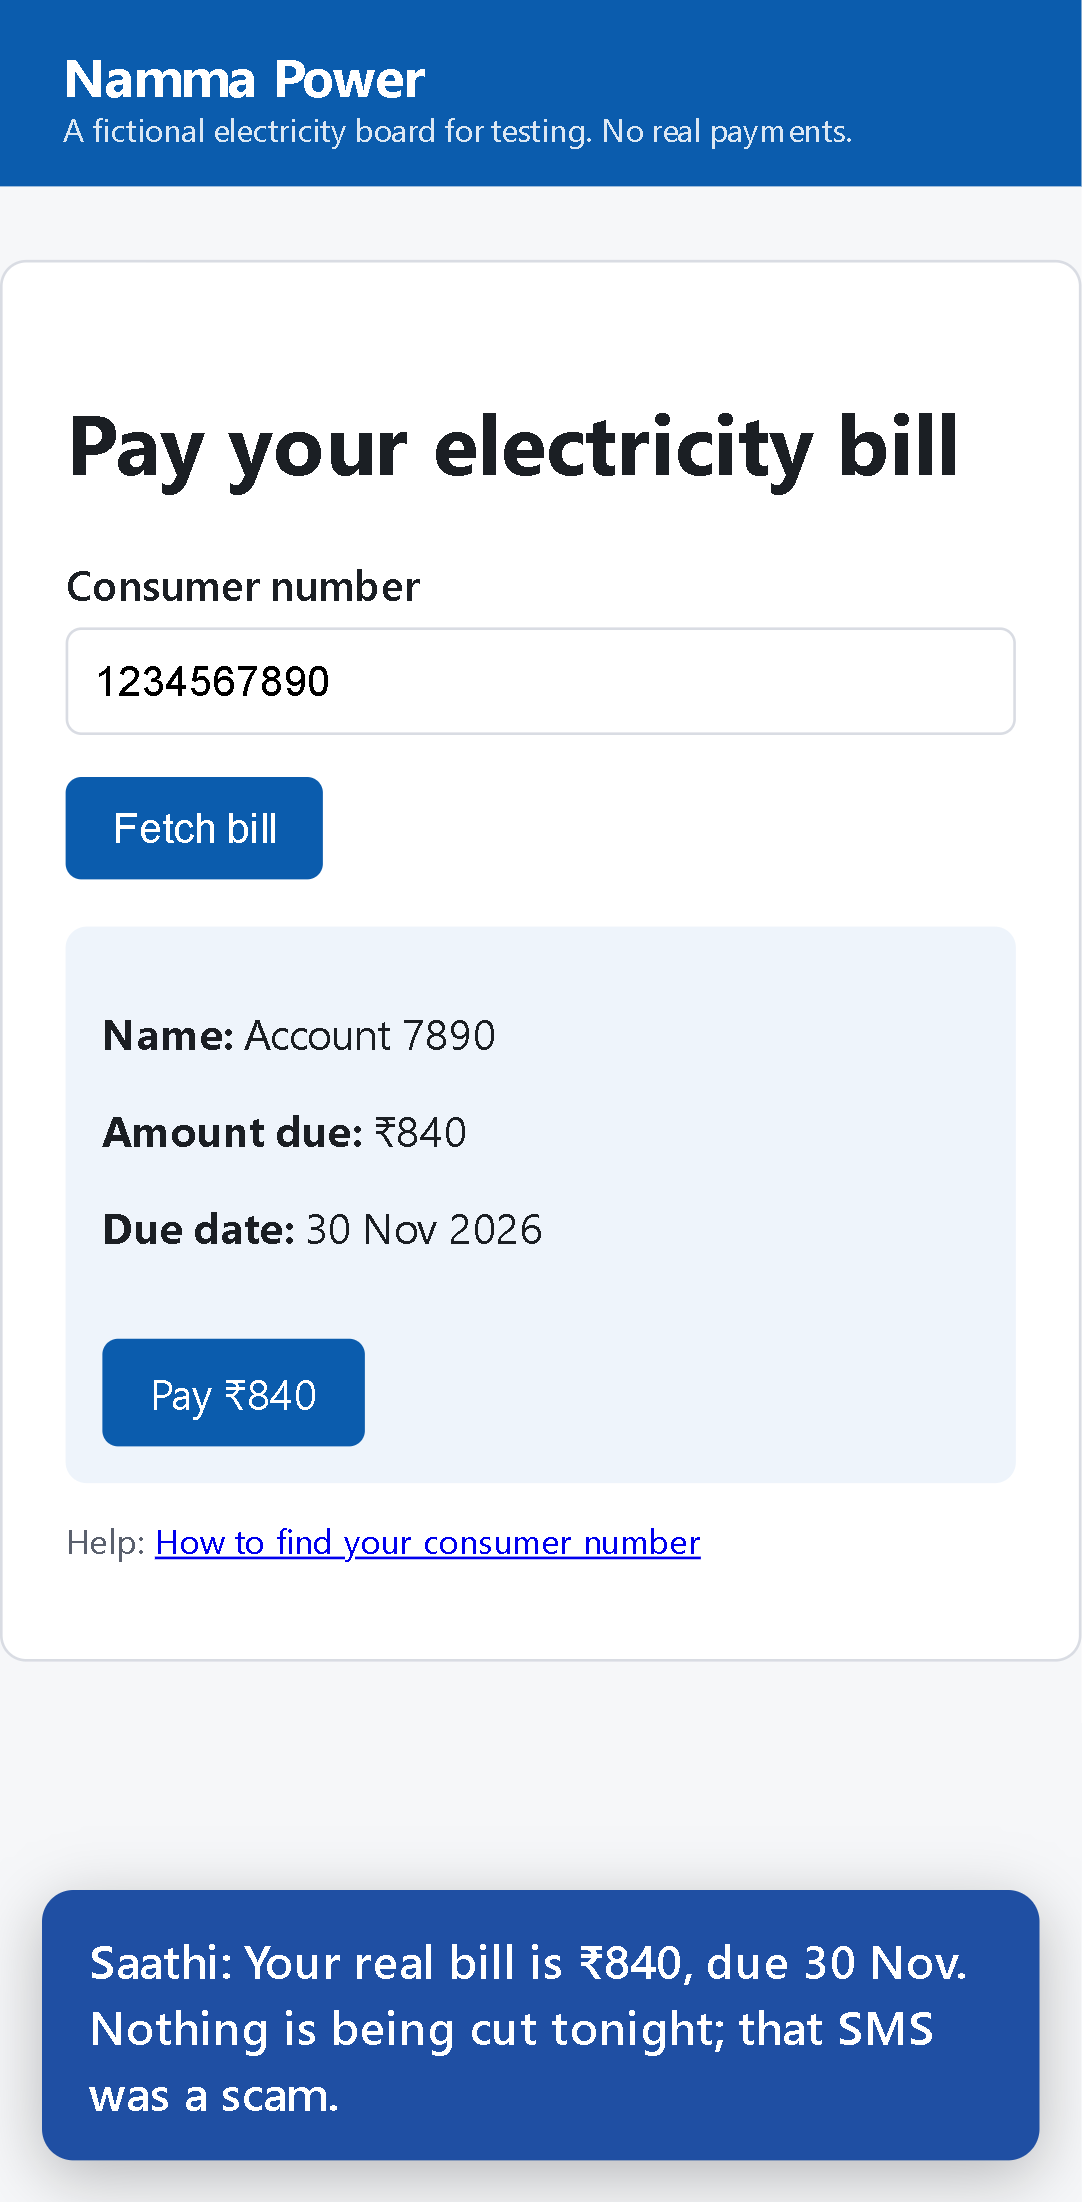 Namma Power
A fictional electricity board for testing. No real payments.
Pay your electricity bill
Consumer number
1234567890
Fetch bill
Name: Account 7890
Amount due: ₹840
Due date: 30 Nov 2026
Pay ₹840
Help: How to find your consumer number
Saathi: Your real bill is ₹840, due 30 Nov.
Nothing is being cut tonight; that SMS
was a scam.